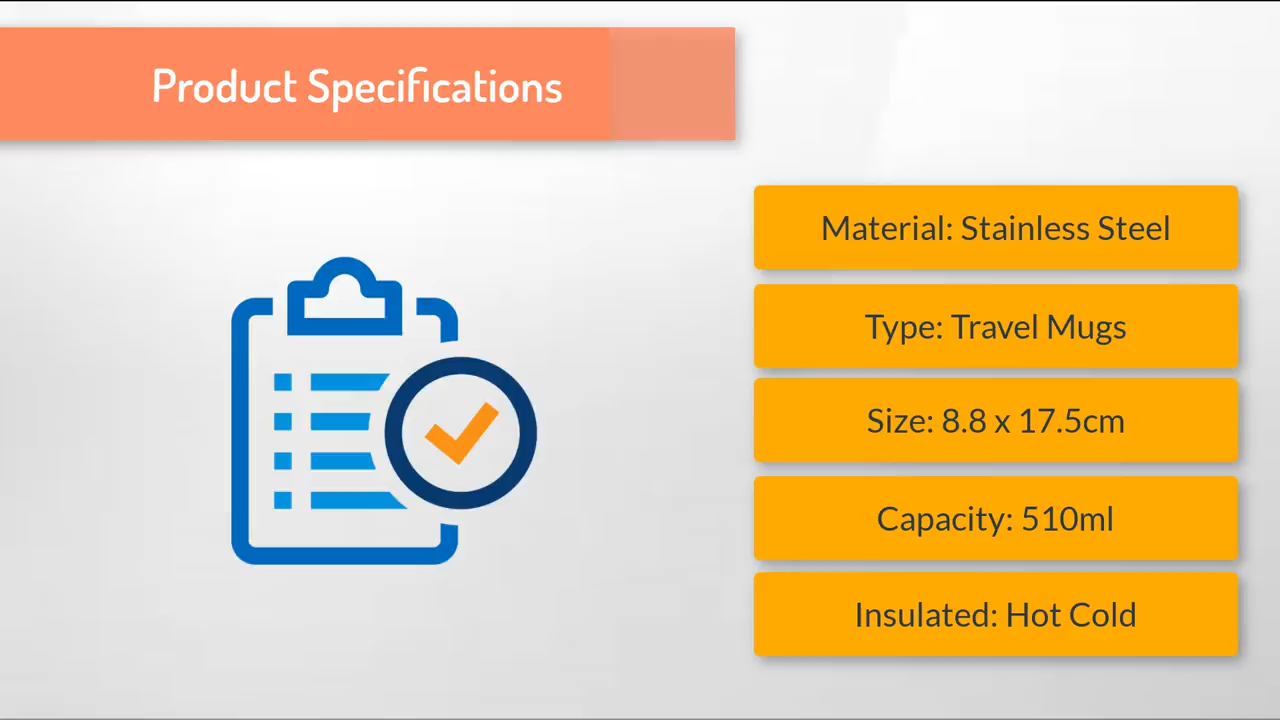 Product Specifications
Material: Stainless Steel
Type: Travel Mugs
Size: 8.8 x 17.5cm
Capacity: 510ml
Insulated: Hot Cold